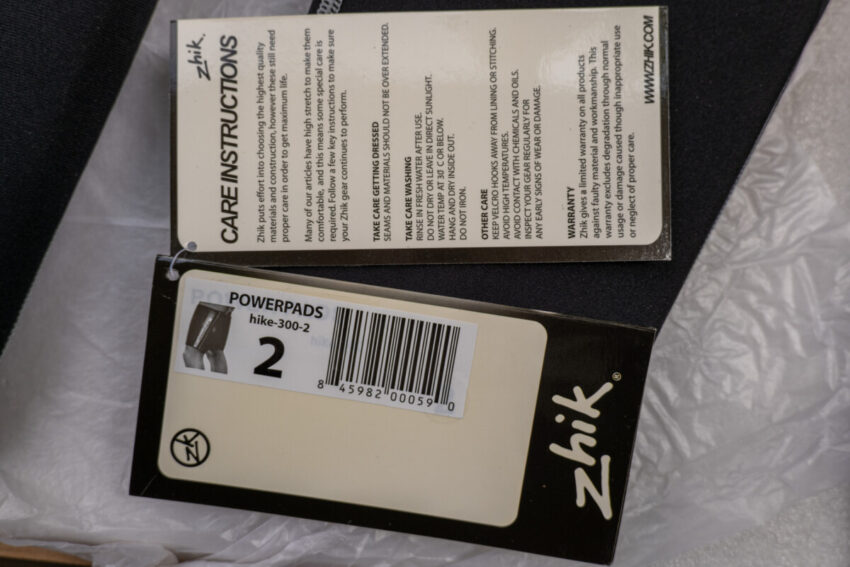 zhik.
CARE INSTRUCTIONS
Zhik puts effort into choosing the highest quality
materials and construction, however these still need
proper care in order to get maximum life.
Many of our articles have high stretch to make them
comfortable, and this means some special care is
required. Follow a few key instructions to make sure
your Zhik gear continues to perform.
TAKE CARE GETTING DRESSED
SEAMS AND MATERIALS SHOULD NOT BE OVER EXTENDED.
TAKE CARE WASHING
RINSE IN FRESH WATER AFTER USE.
DO NOT DRY OR LEAVE IN DIRECT SUNLIGHT.
WATER TEMP AT 30° C OR BELOW.
HANG AND DRY INSIDE OUT.
DO NOT IRON.
OTHER CARE
KEEP VELCRO HOOKS AWAY FROM LINING OR STITCHING.
AVOID HIGH TEMPERATURES.
AVOID CONTACT WITH CHEMICALS AND OILS.
INSPECT YOUR GEAR REGULARLY FOR
ANY EARLY SIGNS OF WEAR OR DAMAGE.
WARRANTY
Zhik gives a limited warranty on all products
against faulty material and workmanship. This
warranty excludes degradation through normal
usage or damage caused though inappropriate use
or neglect of proper care.
WWW.ZHIK.COM
POWERPADS
hike-300-2
2
8 45982 00059 0
zk
zhik®